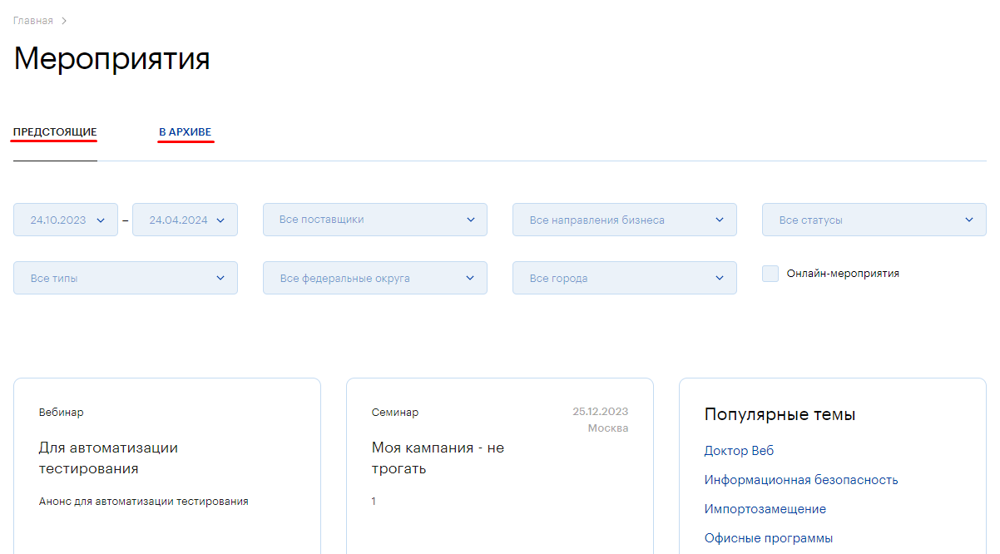 Главная
Мероприятия
ПРЕДСТОЯЩИЕ
В АРХИВЕ
24.10.2023 – 24.04.2024
Все поставщики
Все направления бизнеса
Все статусы
Все типы
Все федеральные округа
Все города
Онлайн-мероприятия
Вебинар
Для автоматизации
тестирования
Анонс для автоматизации тестирования
Семинар
25.12.2023
Москва
Моя кампания - не
трогать
1
Популярные темы
Доктор Веб
Информационная безопасность
Импортозамещение
Офисные программы